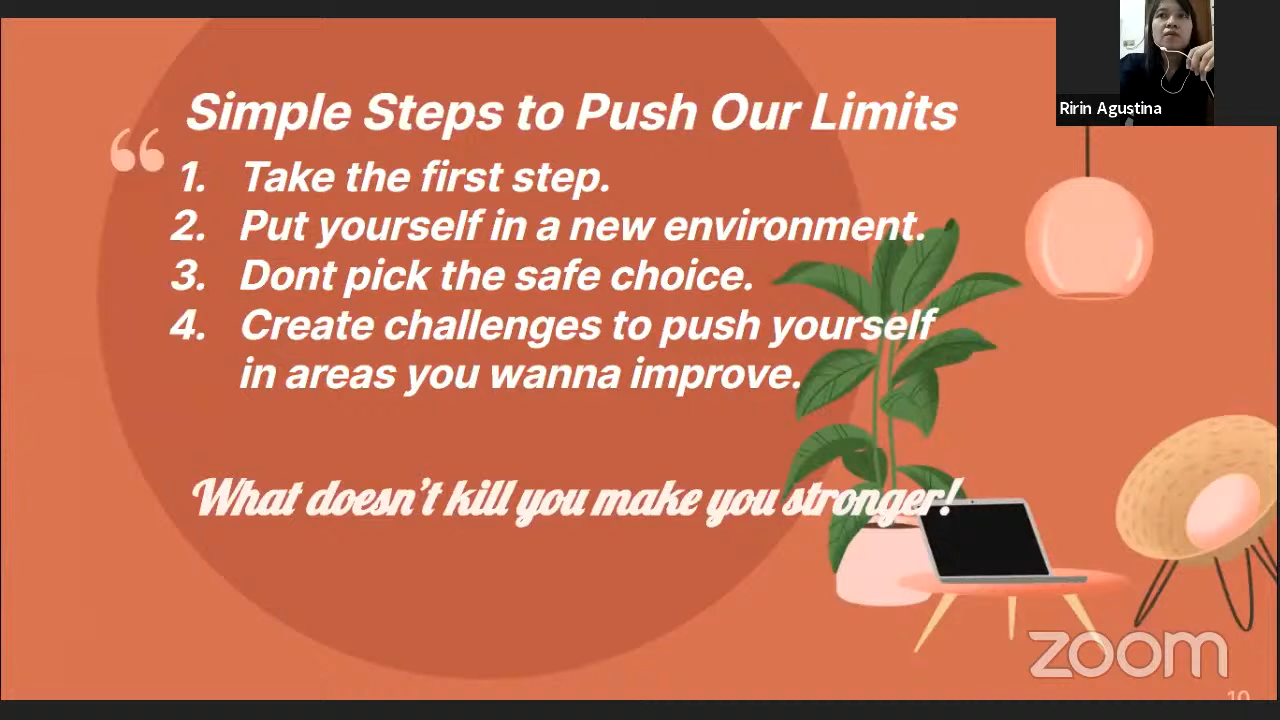 Simple Steps to Push Our Limits
“
1. Take the first step.
2. Put yourself in a new environment.
3. Dont pick the safe choice.
4. Create challenges to push yourself
in areas you wanna improve.
What doesn't kill you make you stronger!
Ririn Agustina
zoom
10